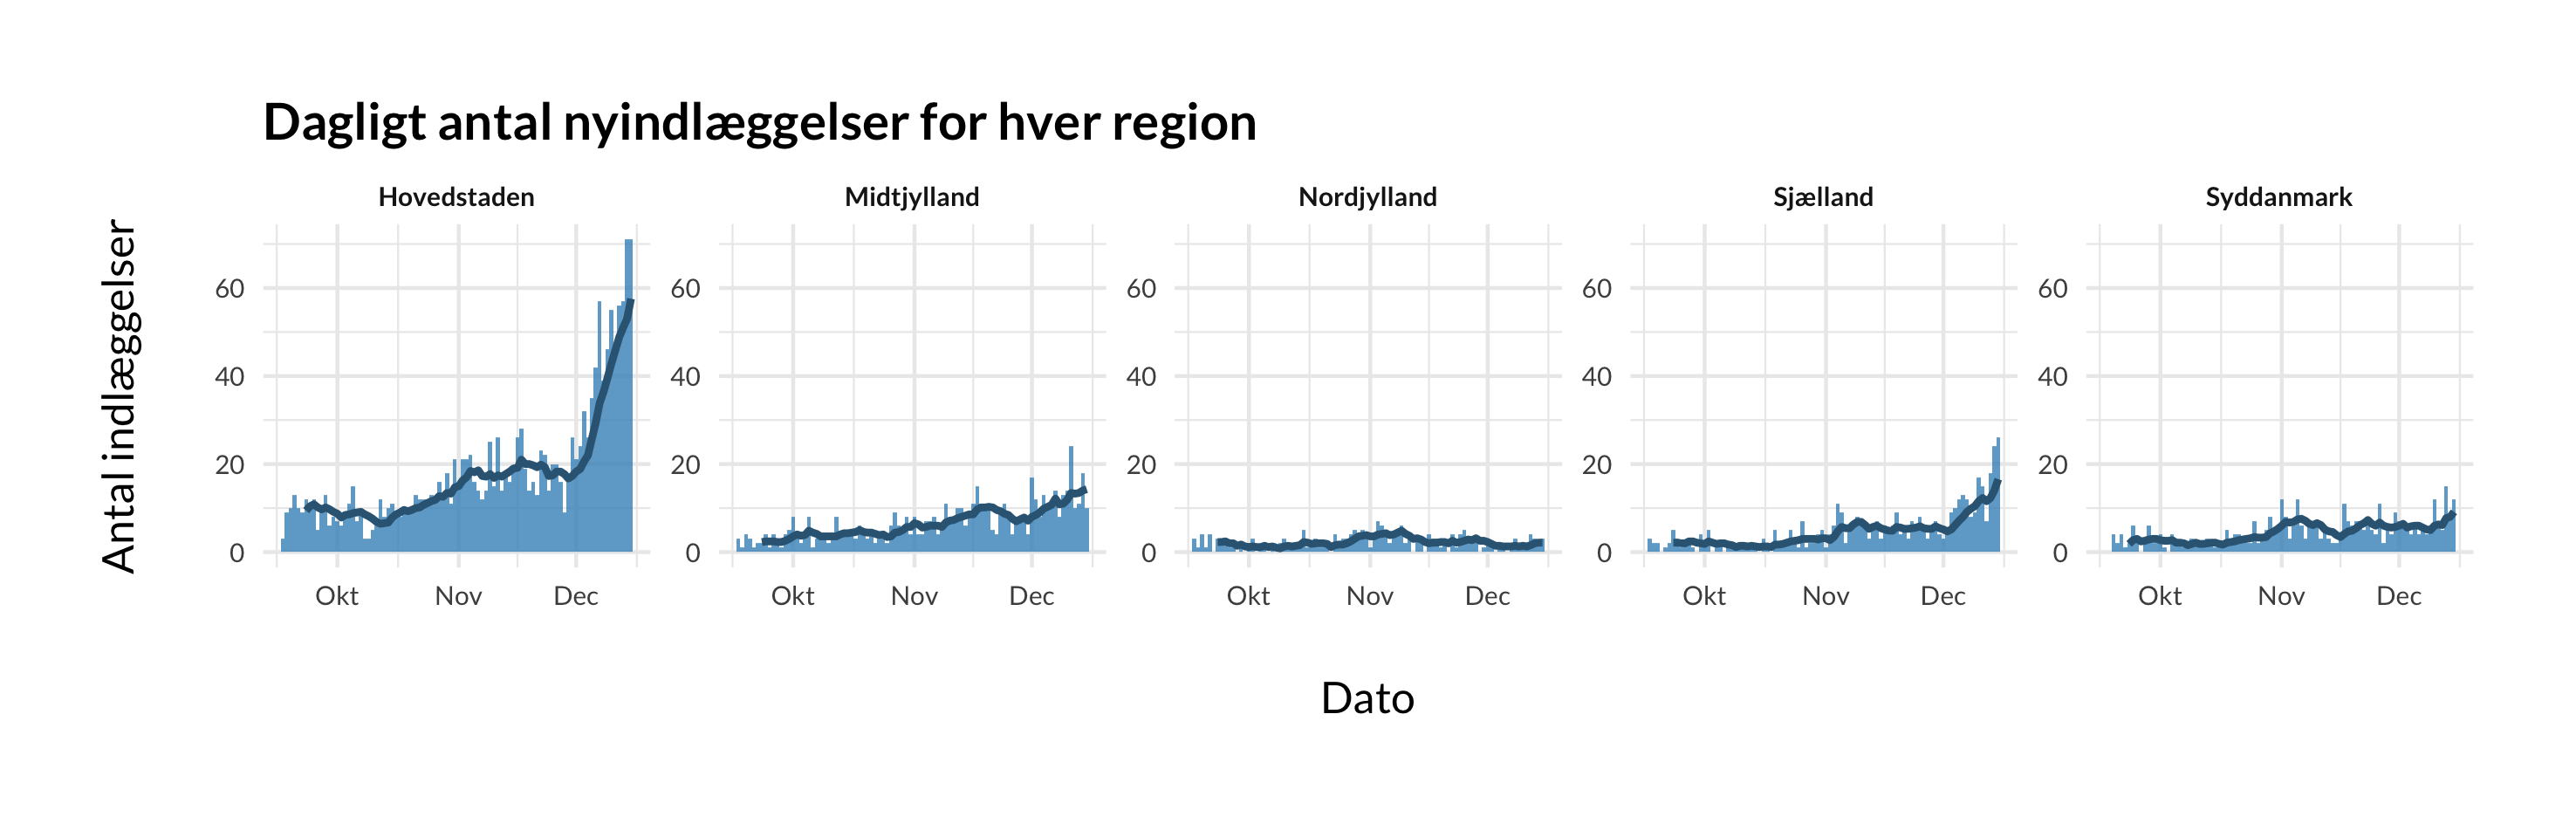 Dagligt antal nyindlæggelser for hver region
Hovedstaden Midtjylland Nordjylland Sjælland Syddanmark
Antal indlæggelser
60 60 60 60 60
40 40 40 40 40
20 20 20 20 20
0 0 0 0 0
Okt Nov Dec Okt Nov Dec Okt Nov Dec Okt Nov Dec Okt Nov Dec
Dato